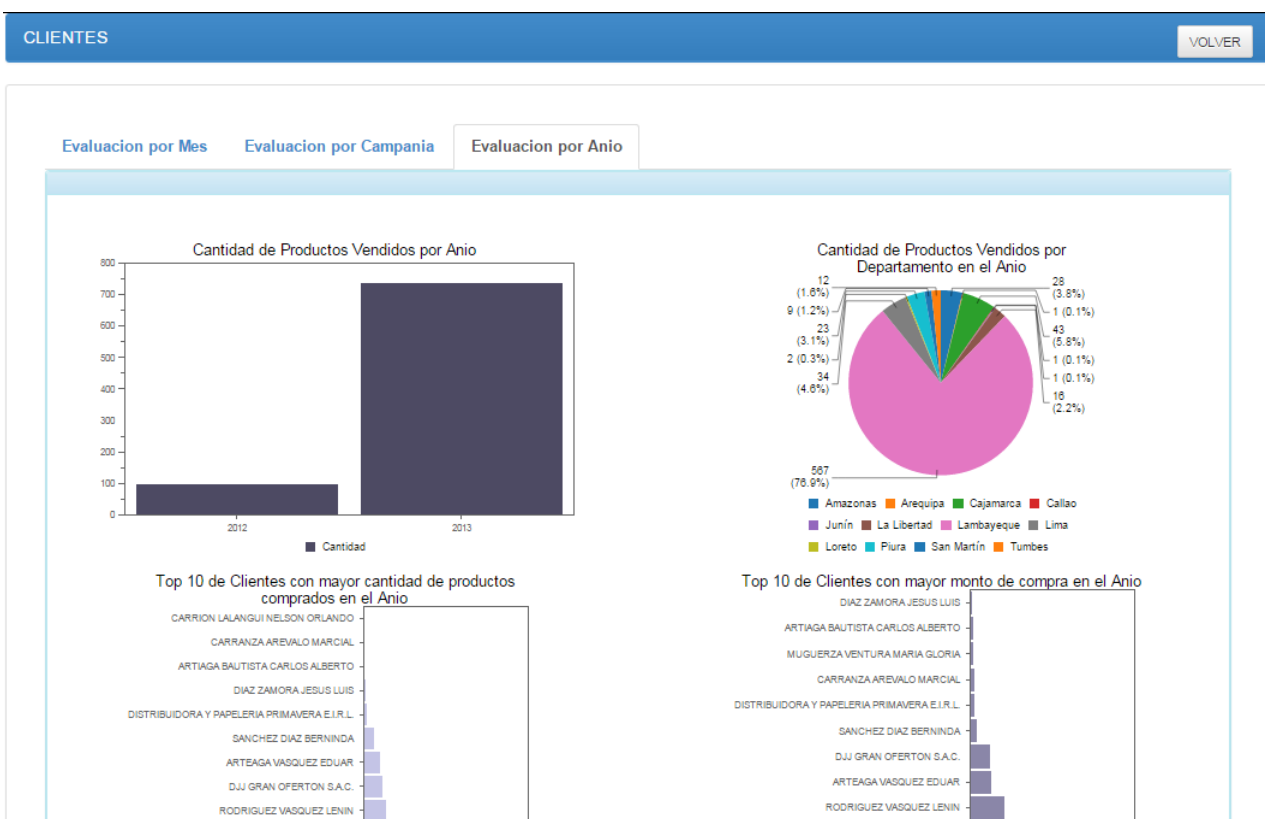 CLIENTES
VOLVER
Evaluacion por Mes
Evaluacion por Campania
Evaluacion por Anio
Cantidad de Productos Vendidos por Anio
800
700
600
500
400
300
200
100
0
2012
2013
Cantidad
Cantidad de Productos Vendidos por
Departamento en el Anio
12
(1.6%)
9 (1.2%)
23
(3.1%)
2 (0.3%)
34
(4.6%)
567
(76.9%)
28
(3.8%)
1 (0.1%)
43
(5.8%)
1 (0.1%)
1 (0.1%)
16
(2.2%)
Amazonas Arequipa Cajamarca Callao
Junín La Libertad Lambayeque Lima
Loreto Piura San Martín Tumbes
Top 10 de Clientes con mayor cantidad de productos
comprados en el Anio
CARRION LALANGUI NELSON ORLANDO
CARRANZA AREVALO MARCIAL
ARTIAGA BAUTISTA CARLOS ALBERTO
DIAZ ZAMORA JESUS LUIS
DISTRIBUIDORA Y PAPELERIA PRIMAVERA E.I.R.L.
SANCHEZ DIAZ BERNINDA
ARTEAGA VASQUEZ EDUAR
DJJ GRAN OFERTON S.A.C.
RODRIGUEZ VASQUEZ LENIN
Top 10 de Clientes con mayor monto de compra en el Anio
DIAZ ZAMORA JESUS LUIS
ARTIAGA BAUTISTA CARLOS ALBERTO
MUGUERZA VENTURA MARIA GLORIA
CARRANZA AREVALO MARCIAL
DISTRIBUIDORA Y PAPELERIA PRIMAVERA E.I.R.L.
SANCHEZ DIAZ BERNINDA
DJJ GRAN OFERTON S.A.C.
ARTEAGA VASQUEZ EDUAR
RODRIGUEZ VASQUEZ LENIN